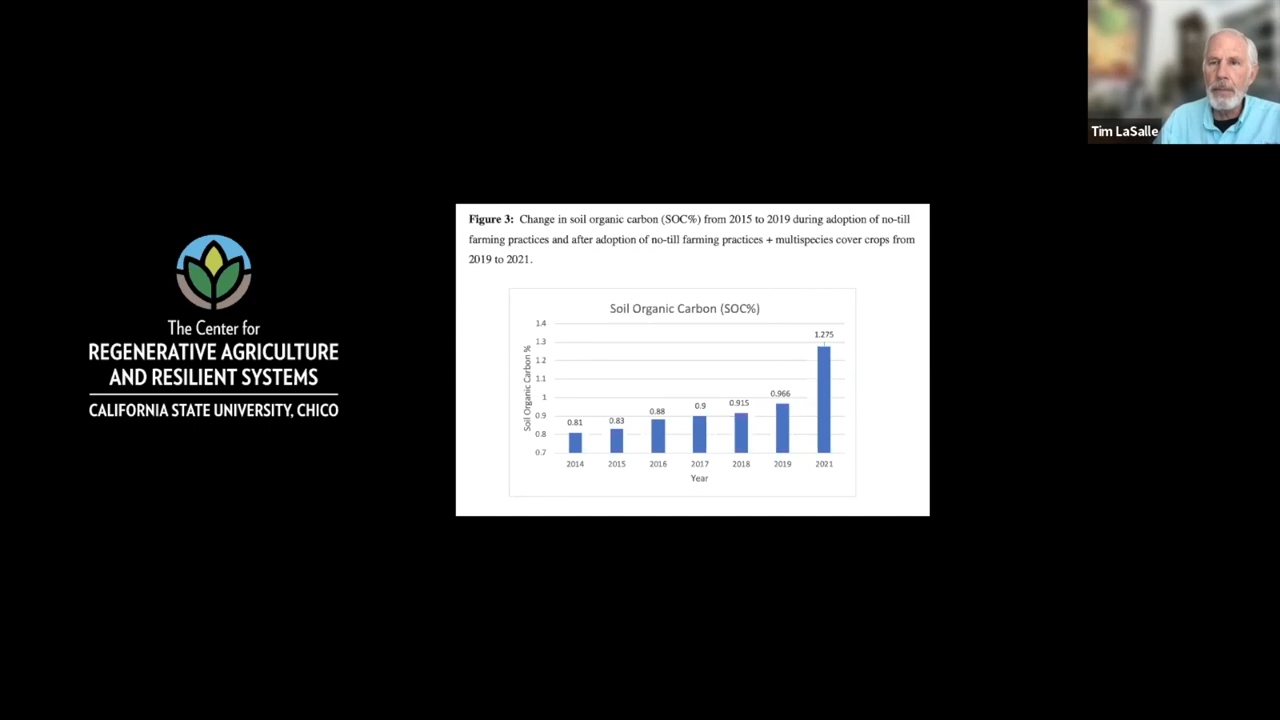 Tim LaSalle
The Center for
REGENERATIVE AGRICULTURE
AND RESILIENT SYSTEMS
CALIFORNIA STATE UNIVERSITY, CHICO
Figure 3: Change in soil organic carbon (SOC%) from 2015 to 2019 during adoption of no-till
farming practices and after adoption of no-till farming practices + multispecies cover crops from
2019 to 2021.
Soil Organic Carbon (SOC%)
Soil Organic Carbon %
1.4
1.3
1.2
1.1
1
0.9
0.8
0.7
0.81
0.83
0.88
0.9
0.915
0.966
1.275
2014 2015 2016 2017 2018 2019 2021
Year